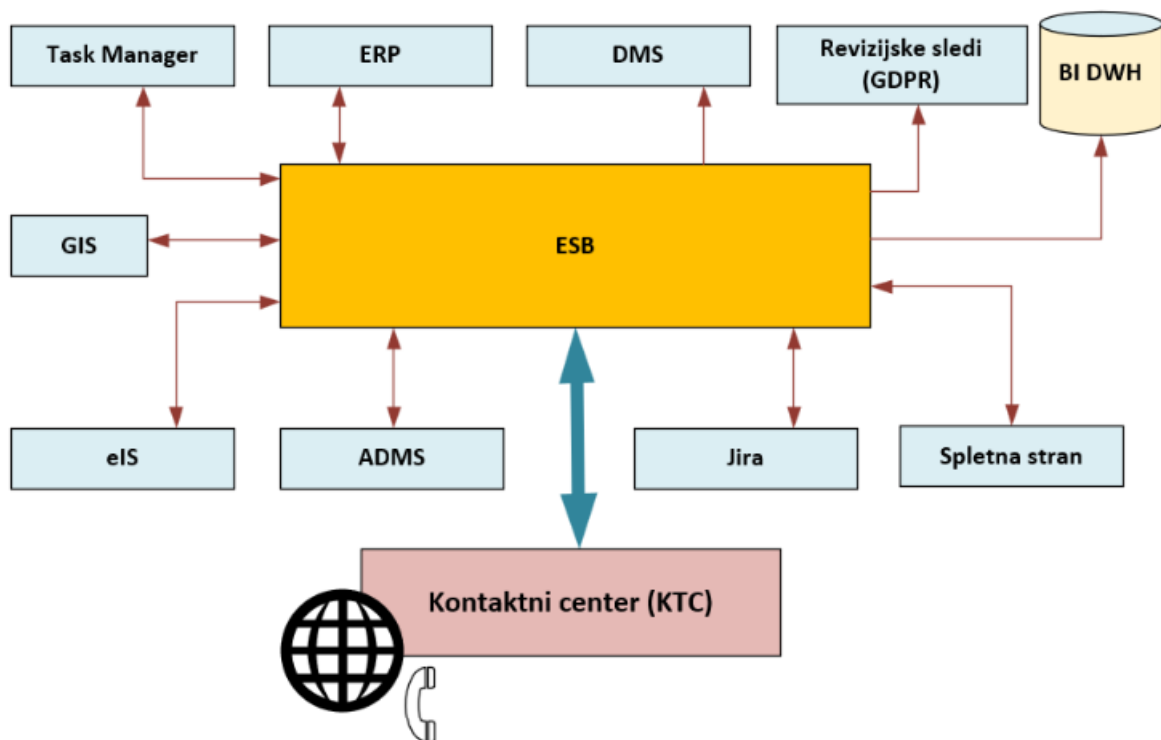 Task Manager
ERP
DMS
Revizijske sledi
(GDPR)
BI DWH
GIS
ESB
eIS
ADMS
Jira
Spletna stran
Kontaktni center (KTC)